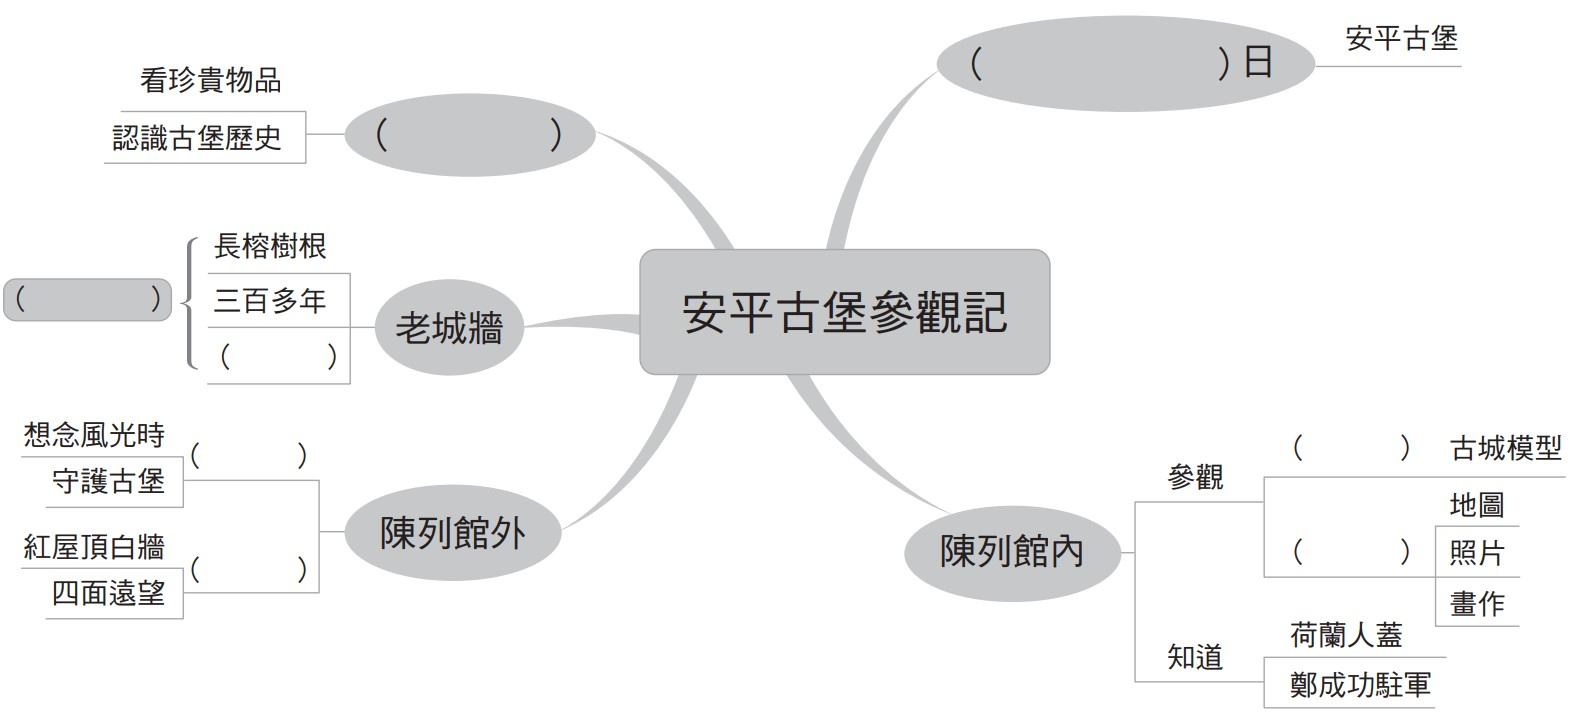 安平古堡參觀記
（　　　　　　）日
安平古堡
陳列館內
參觀
（　　　）　古城模型
（　　　）
地圖
照片
畫作
知道
荷蘭人蓋
鄭成功駐軍
陳列館外
（　　　）
想念風光時
守護古堡
（　　　）
紅屋頂白牆
四面遠望
老城牆
長榕樹根
三百多年
（　　　）
（　　　　）
（　　　　）
看珍貴物品
認識古堡歷史